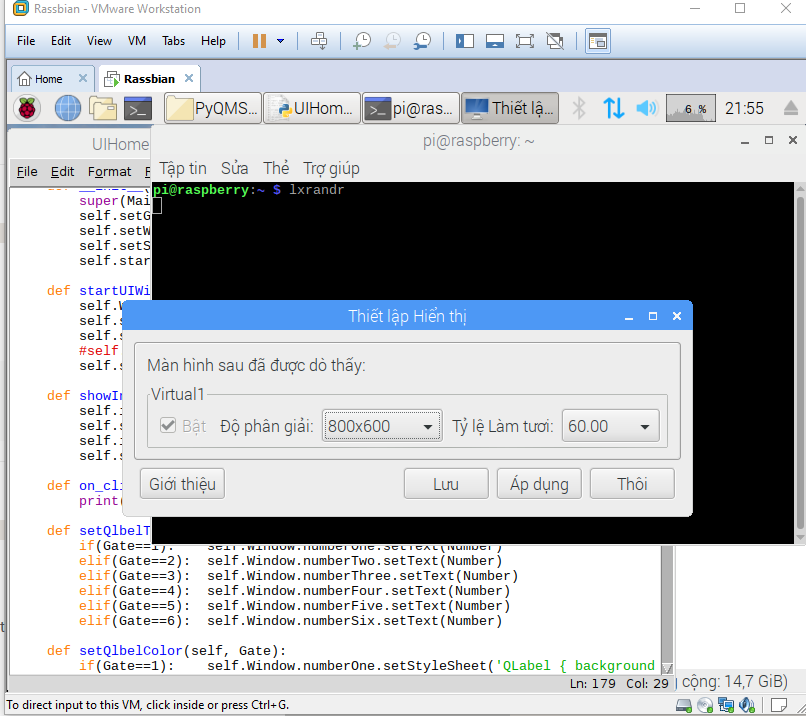 Rassbian - VMware Workstation
File Edit View VM Tabs Help
Home Rassbian
PyQMS... UIHom... pi@ras... Thiết lậ... 6 % 21:55
UIHome pi@raspberry: ~
File Edit Format
Tập tin Sửa Thẻ Trợ giúp
pi@raspberry:~ $ lxrandr
super(Mai
self.setG
self.setW
self.setS
self.star
def startUIWi
self.W
self.s
self.s
#self
self.s
def showIn
self.i
self.s
self.i
self.s
def on_cli
print(
Thiết lập Hiển thị
Màn hình sau đã được dò thấy:
Virtual1
Bật Độ phân giải: 800x600 Tỷ lệ Làm tươi: 60.00
Giới thiệu Lưu Áp dụng Thôi
def setQlbelT
if(Gate==1): self.Window.numberOne.setText(Number)
elif(Gate==2): self.Window.numberTwo.setText(Number)
elif(Gate==3): self.Window.numberThree.setText(Number)
elif(Gate==4): self.Window.numberFour.setText(Number)
elif(Gate==5): self.Window.numberFive.setText(Number)
elif(Gate==6): self.Window.numberSix.setText(Number)
def setQlbelColor(self, Gate):
if(Gate==1): self.Window.numberOne.setStyleSheet('QLabel { background
Ln: 179 Col: 29 cộng: 14,7 GiB)
To direct input to this VM, click inside or press Ctrl+G.